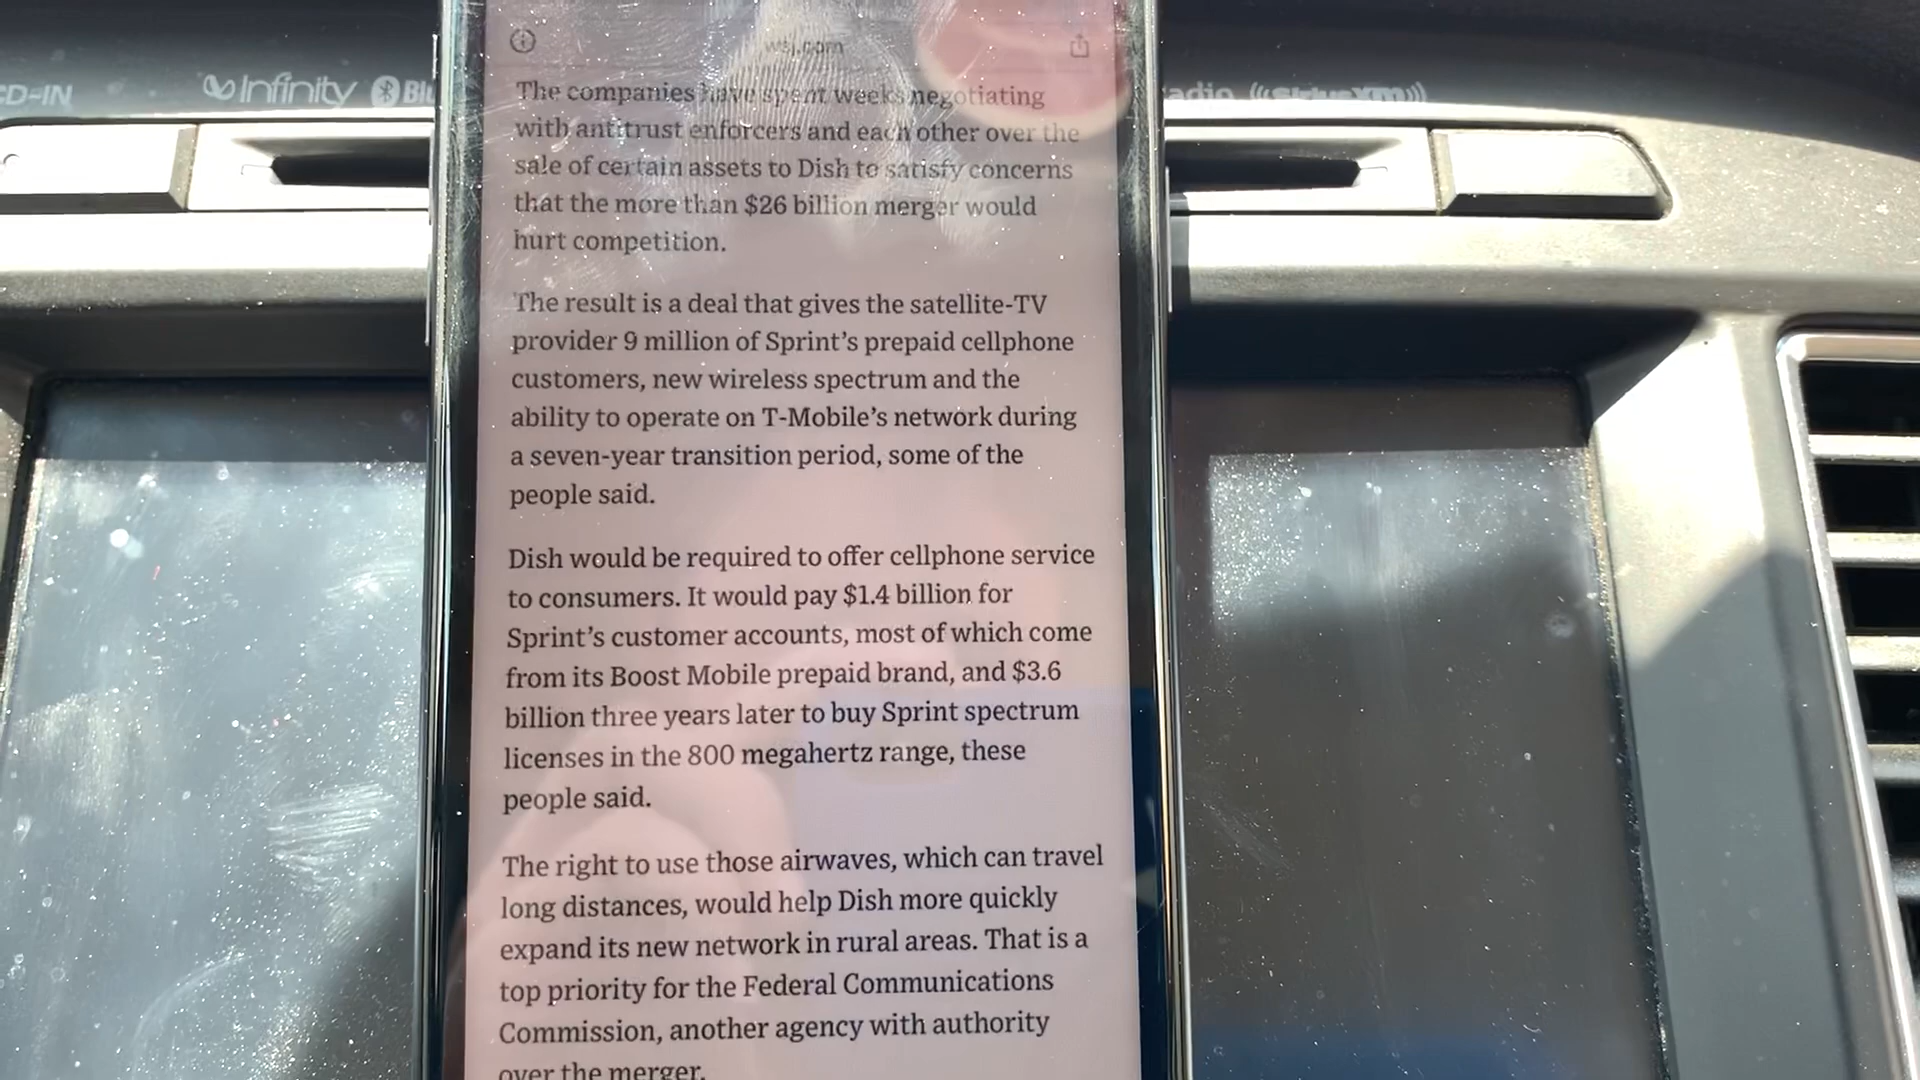 CD-IN
Infinity
wsj.com
adio
SiriusXM
The companies have spent weeks negotiating
with antitrust enforcers and each other over the
sale of certain assets to Dish to satisfy concerns
that the more than $26 billion merger would
hurt competition.
The result is a deal that gives the satellite-TV
provider 9 million of Sprint’s prepaid cellphone
customers, new wireless spectrum and the
ability to operate on T-Mobile’s network during
a seven-year transition period, some of the
people said.
Dish would be required to offer cellphone service
to consumers. It would pay $1.4 billion for
Sprint’s customer accounts, most of which come
from its Boost Mobile prepaid brand, and $3.6
billion three years later to buy Sprint spectrum
licenses in the 800 megahertz range, these
people said.
The right to use those airwaves, which can travel
long distances, would help Dish more quickly
expand its new network in rural areas. That is a
top priority for the Federal Communications
Commission, another agency with authority
over the merger.